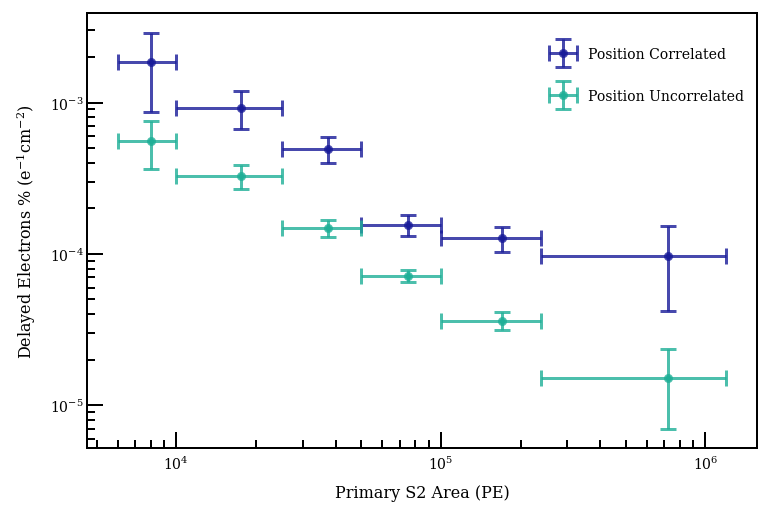 Position Correlated
Position Uncorrelated
10⁻³
10⁻⁴
10⁻⁵
Delayed Electrons % (e⁻¹cm⁻²)
10⁴ 10⁵ 10⁶
Primary S2 Area (PE)